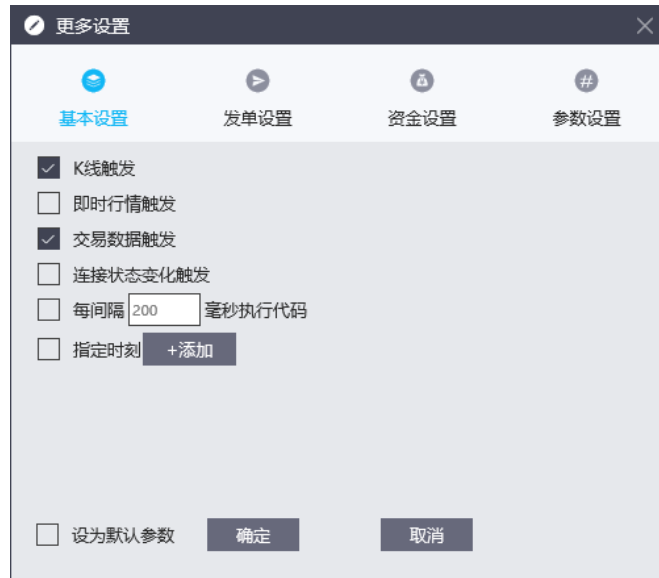 更多设置
基本设置 发单设置 资金设置 参数设置
K线触发
即时行情触发
交易数据触发
连接状态变化触发
每间隔 200 毫秒执行代码
指定时刻 +添加
设为默认参数 确定 取消